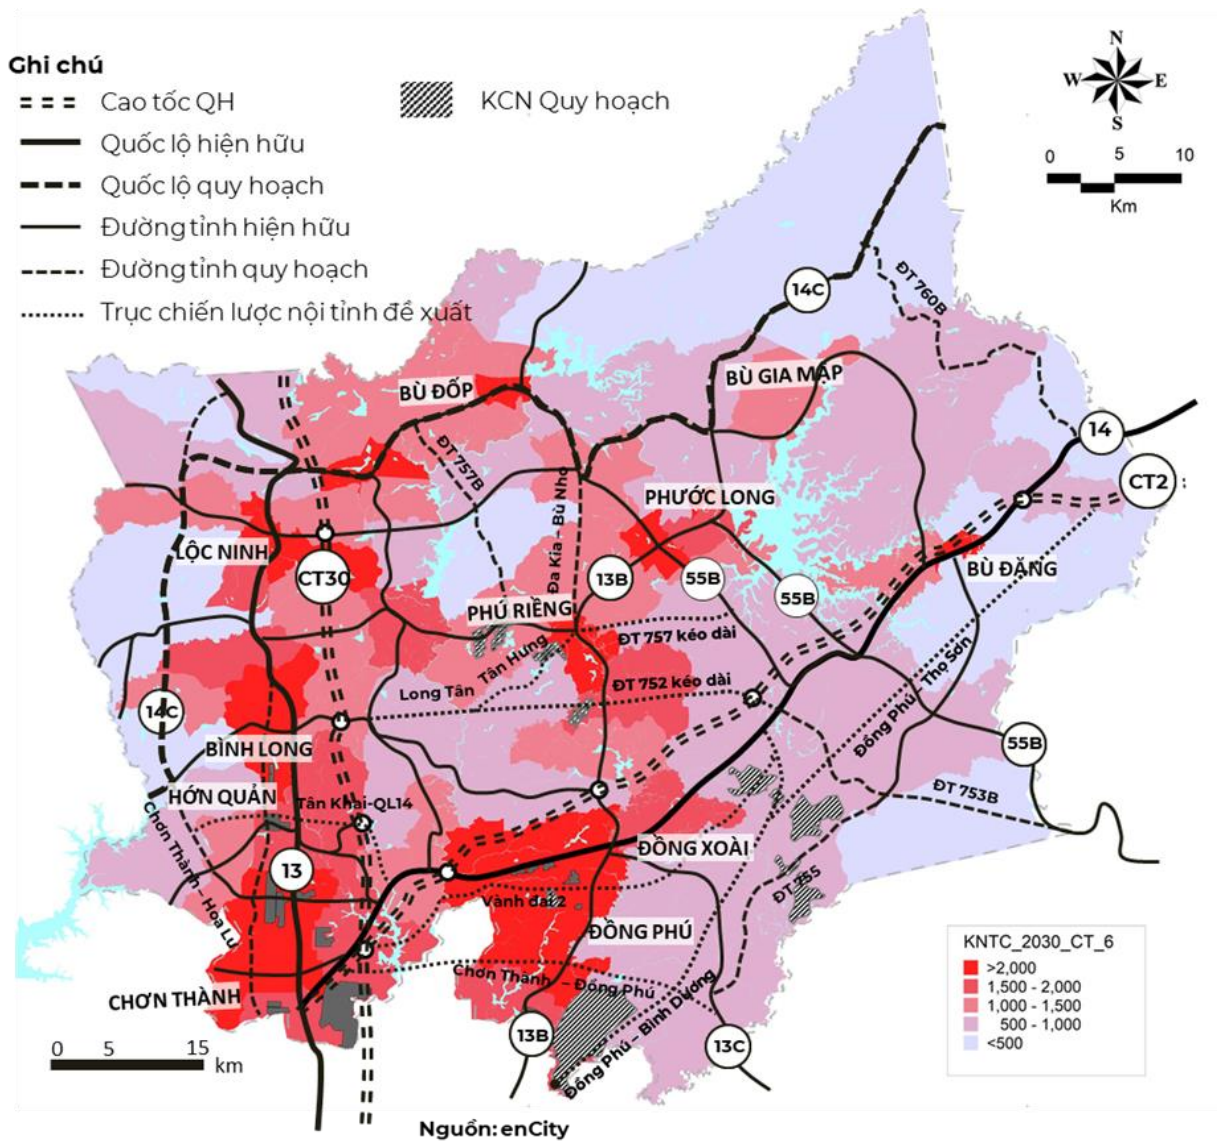 Ghi chú
Cao tốc QH
Quốc lộ hiện hữu
Quốc lộ quy hoạch
Đường tỉnh hiện hữu
Đường tỉnh quy hoạch
Trục chiến lược nội tỉnh đề xuất
KCN Quy hoạch
N
W E
S
0 5 10
Km
14C
ĐT 760B
BÙ GIA MẬP
BÙ ĐỐP
14
CT2
ĐT 757B
Đa Kia – Bù Nho
PHƯỚC LONG
LỘC NINH
CT30
13B
55B
55B
BÙ ĐĂNG
PHÚ RIỀNG
ĐT 757 kéo dài
Tân Hưng
Long Tân
ĐT 752 kéo dài
Thọ Sơn
Đồng Phú
14C
BÌNH LONG
55B
HỚN QUẢN
Tân Khai-QL14
ĐT 753B
Chơn Thành – Hoa Lư
ĐỒNG XOÀI
13
ĐT 755
Vành đai 2
ĐỒNG PHÚ
Chơn Thành – Đồng Phú
CHƠN THÀNH
Đồng Phú – Bình Dương
13B
13C
KNTC_2030_CT_6
>2,000
1,500 - 2,000
1,000 - 1,500
500 - 1,000
<500
0 5 15
km
Nguồn: enCity